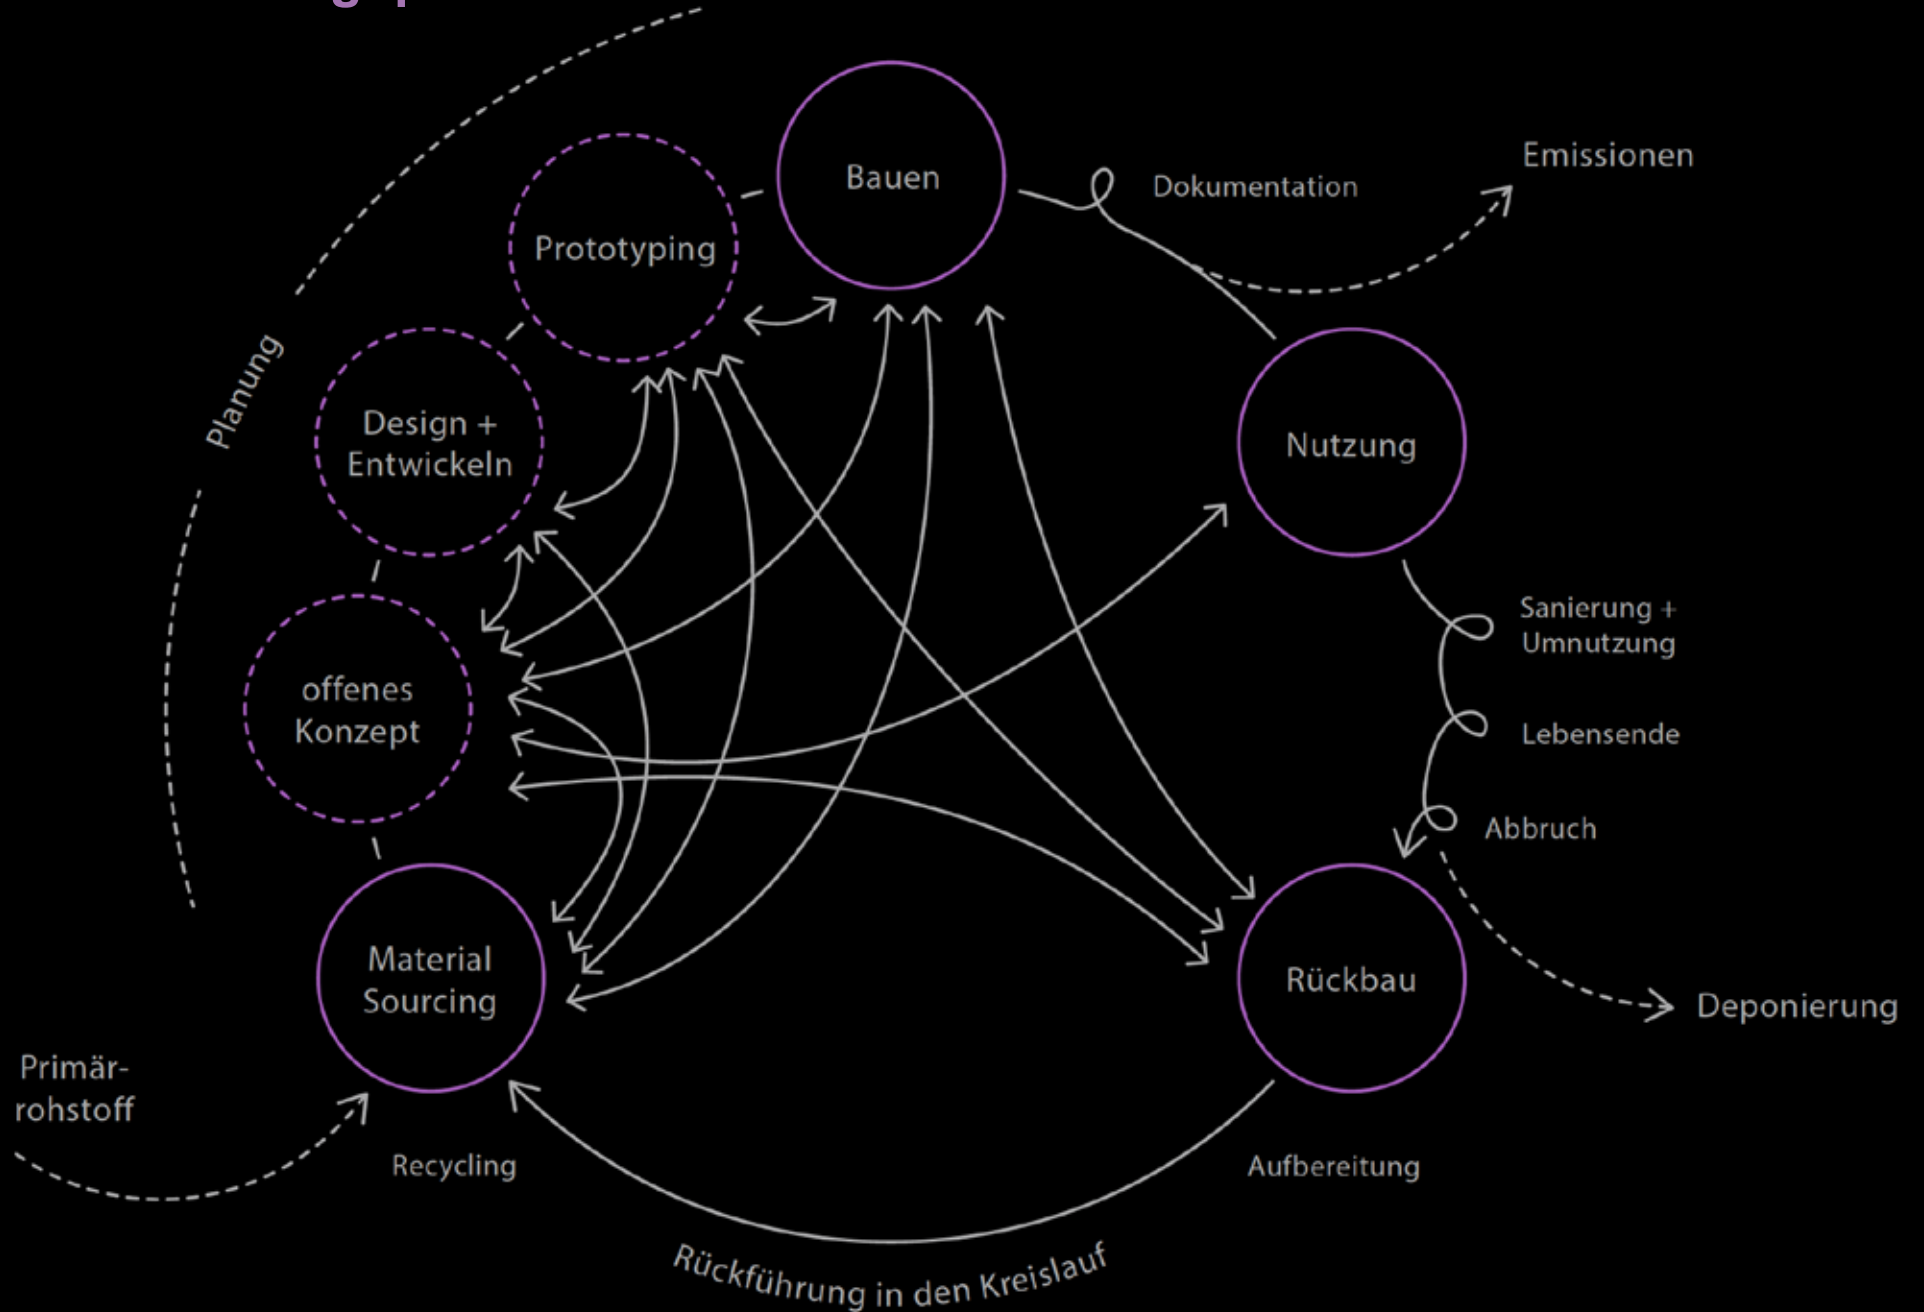 Bauen
Emissionen
Dokumentation
Prototyping
Planung
Design +
Entwickeln
Nutzung
Sanierung +
Umnutzung
offenes
Konzept
Lebensende
Abbruch
Material
Sourcing
Rückbau
Deponierung
Primär-
rohstoff
Recycling
Aufbereitung
Rückführung in den Kreislauf